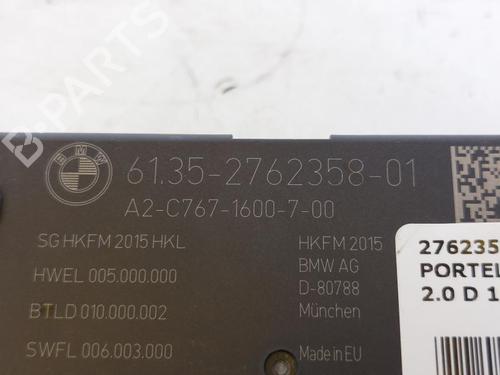 BMW
61.35-2762358-01
A2-C767-1600-7-00
SG HKFM 2015 HKL
HWEL 005.000.000
BTLD 010.000.002
SWFL 006.003.000
HKFM 2015
BMW AG
D-80788
München
Made in EU
276235
PORTEL
2.0 D 1
B-PARTS